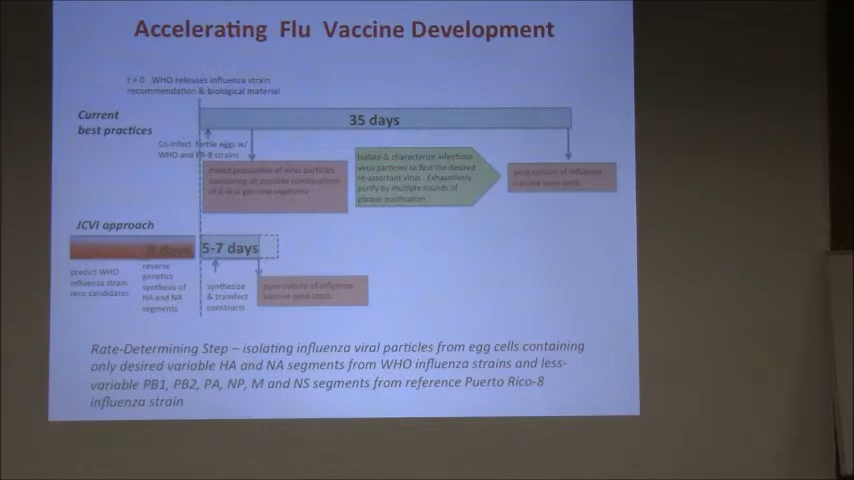 Accelerating Flu Vaccine Development
t = 0 WHO releases influenza strain
recommendation & biological material
Current
best practices
35 days
Co-infect fertile eggs w/
WHO and PR-8 strains
mixed population of virus particles
containing all possible combinations
of 8 viral genome segments
Isolate & characterize infectious
virus particles to find the desired
re-assortant virus. Exhaustively
purify by multiple rounds of
plaque purification.
pure culture of influenza
vaccine seed stock
JCVI approach
days
5-7 days
predict WHO
influenza strain
reco candidates
reverse
genetics
synthesis of
HA and NA
segments
synthesize
& transfect
constructs
pure culture of influenza
vaccine seed stock
Rate-Determining Step – isolating influenza viral particles from egg cells containing
only desired variable HA and NA segments from WHO influenza strains and less-
variable PB1, PB2, PA, NP, M and NS segments from reference Puerto Rico-8
influenza strain